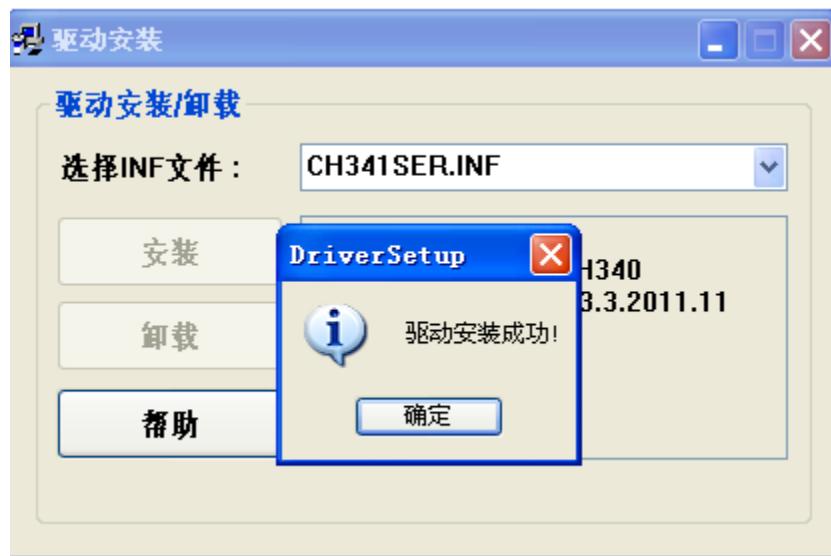 驱动安装
驱动安装/卸载
选择INF文件：
CH341SER.INF
安装
卸载
帮助
H340
3.3.2011.11
DriverSetup
驱动安装成功!
确定